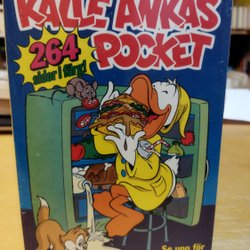 KALLE ANKAS
POCKET
264
sidor i färg!
Se upp för